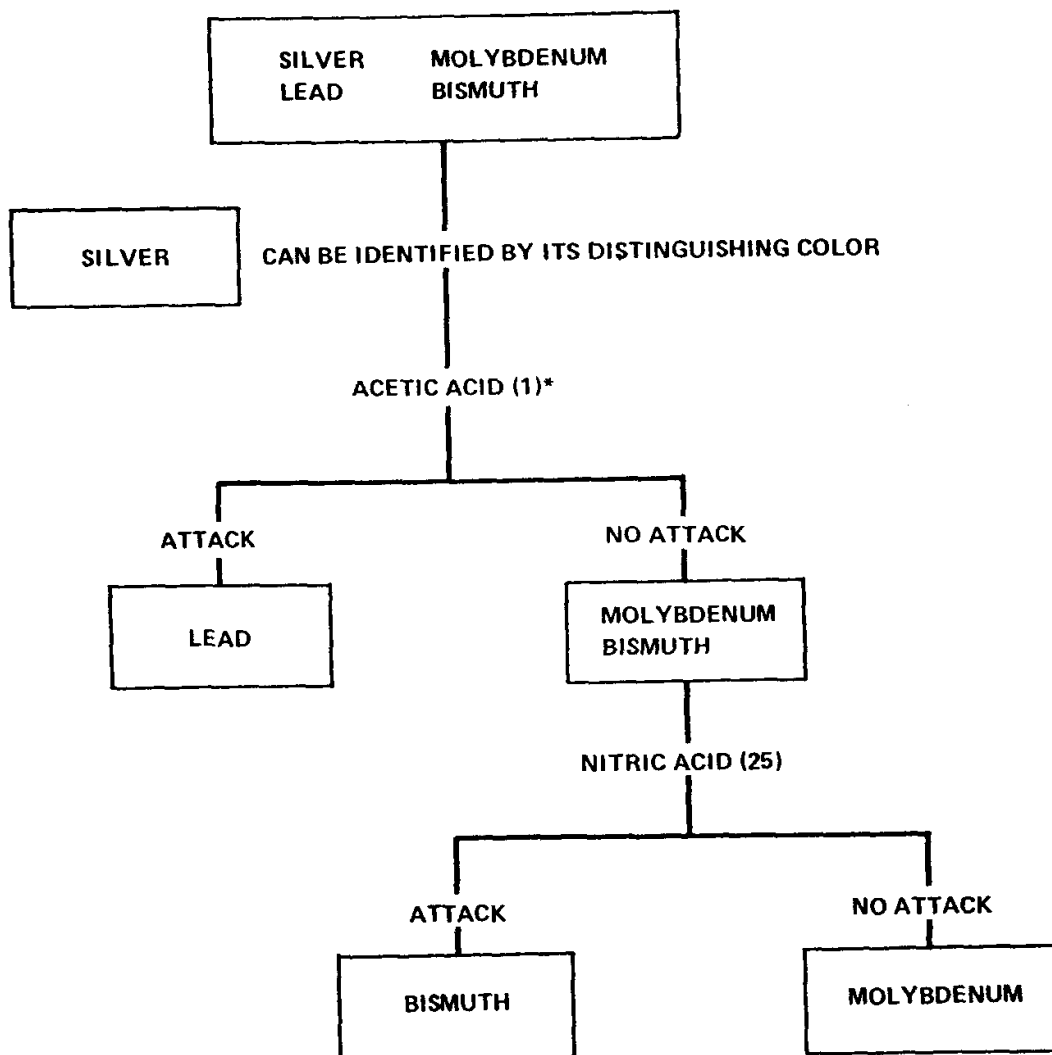 SILVER MOLYBDENUM
LEAD BISMUTH
SILVER
CAN BE IDENTIFIED BY ITS DISTINGUISHING COLOR
ACETIC ACID (1)*
ATTACK
NO ATTACK
LEAD
MOLYBDENUM
BISMUTH
NITRIC ACID (25)
ATTACK
NO ATTACK
BISMUTH
MOLYBDENUM